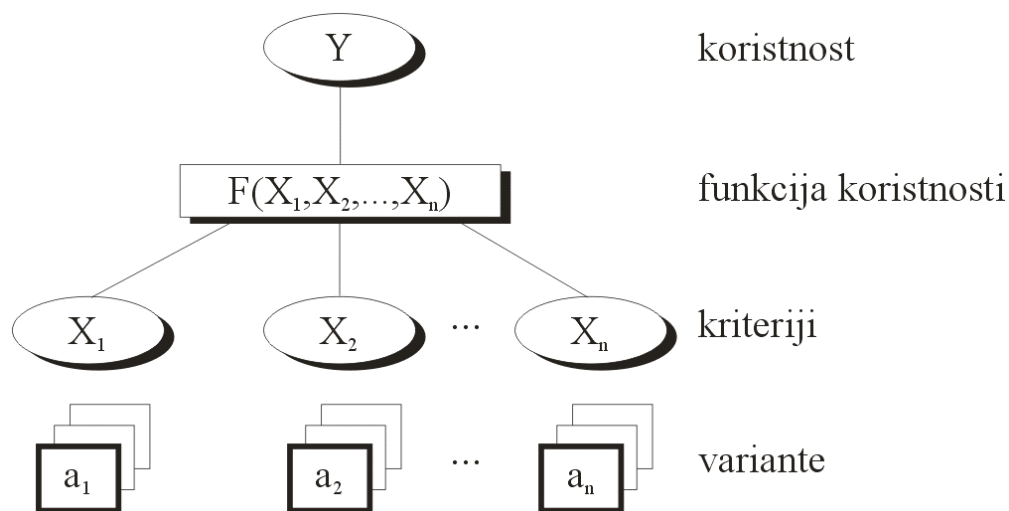 Y koristnost
F(X₁,X₂,...,Xₙ) funkcija koristnosti
X₁ X₂ ... Xₙ kriteriji
a₁ a₂ ... aₙ variante